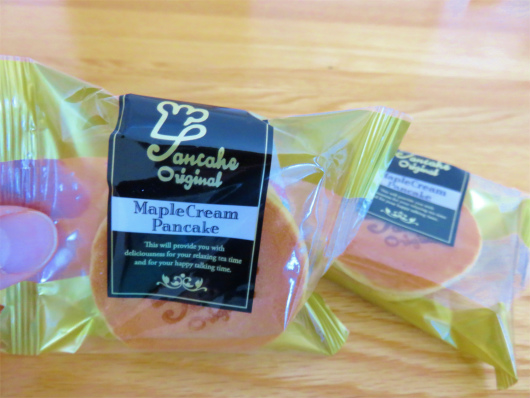 Pancake
Original
MapleCream
Pancake
This will provide you with
deliciousness for your relaxing tea time
and for your happy talking time.
Pancake
Original
MapleCream
Pancake